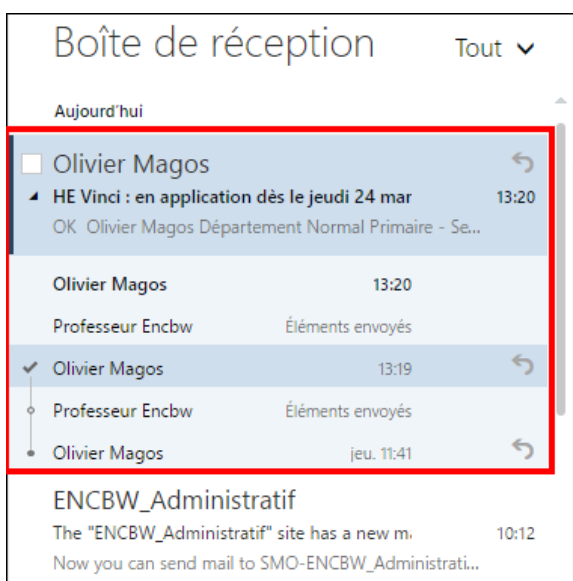 Boîte de réception Tout
Aujourd'hui
Olivier Magos
HE Vinci : en application dès le jeudi 24 mar 13:20
OK Olivier Magos Département Normal Primaire - Se...
Olivier Magos 13:20
Professeur Encbw Éléments envoyés
Olivier Magos 13:19
Professeur Encbw Éléments envoyés
Olivier Magos jeu. 11:41
ENCBW_Administratif
The "ENCBW_Administratif" site has a new 10:12
Now you can send mail to SMO-ENCBW_Administrati...